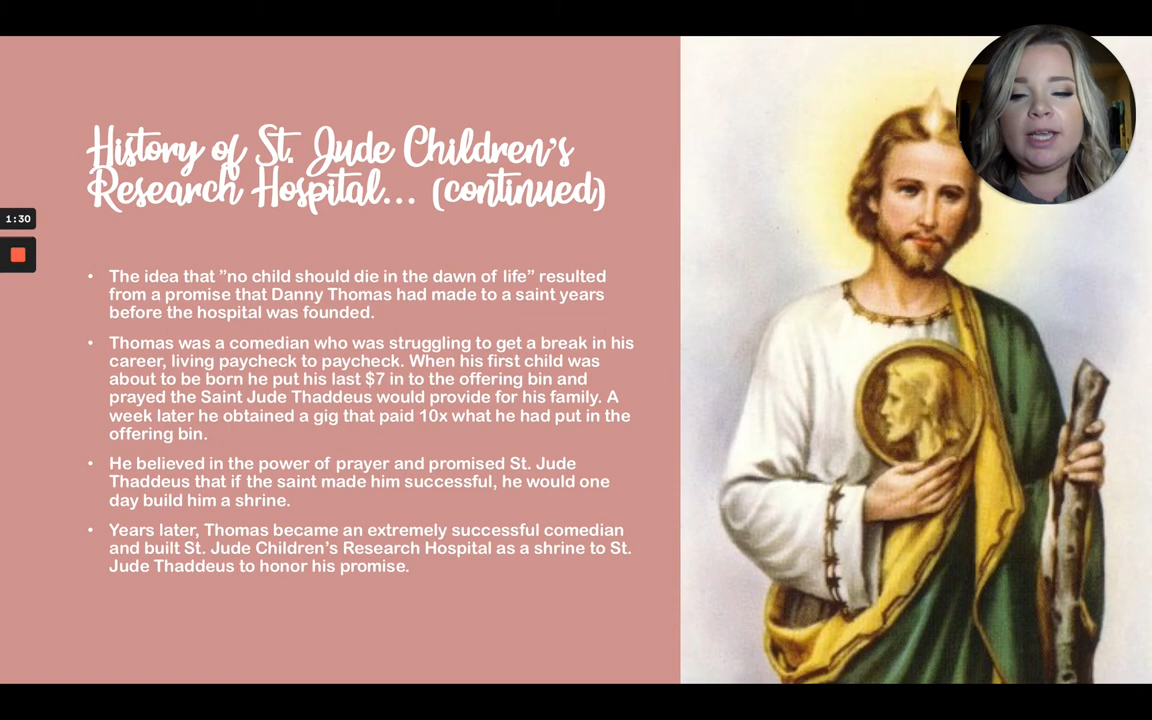 History of St. Jude Children's
Research Hospital... (continued)
1:30
• The idea that ”no child should die in the dawn of life” resulted
from a promise that Danny Thomas had made to a saint years
before the hospital was founded.
• Thomas was a comedian who was struggling to get a break in his
career, living paycheck to paycheck. When his first child was
about to be born he put his last $7 in to the offering bin and
prayed the Saint Jude Thaddeus would provide for his family. A
week later he obtained a gig that paid 10x what he had put in the
offering bin.
• He believed in the power of prayer and promised St. Jude
Thaddeus that if the saint made him successful, he would one
day build him a shrine.
• Years later, Thomas became an extremely successful comedian
and built St. Jude Children’s Research Hospital as a shrine to St.
Jude Thaddeus to honor his promise.